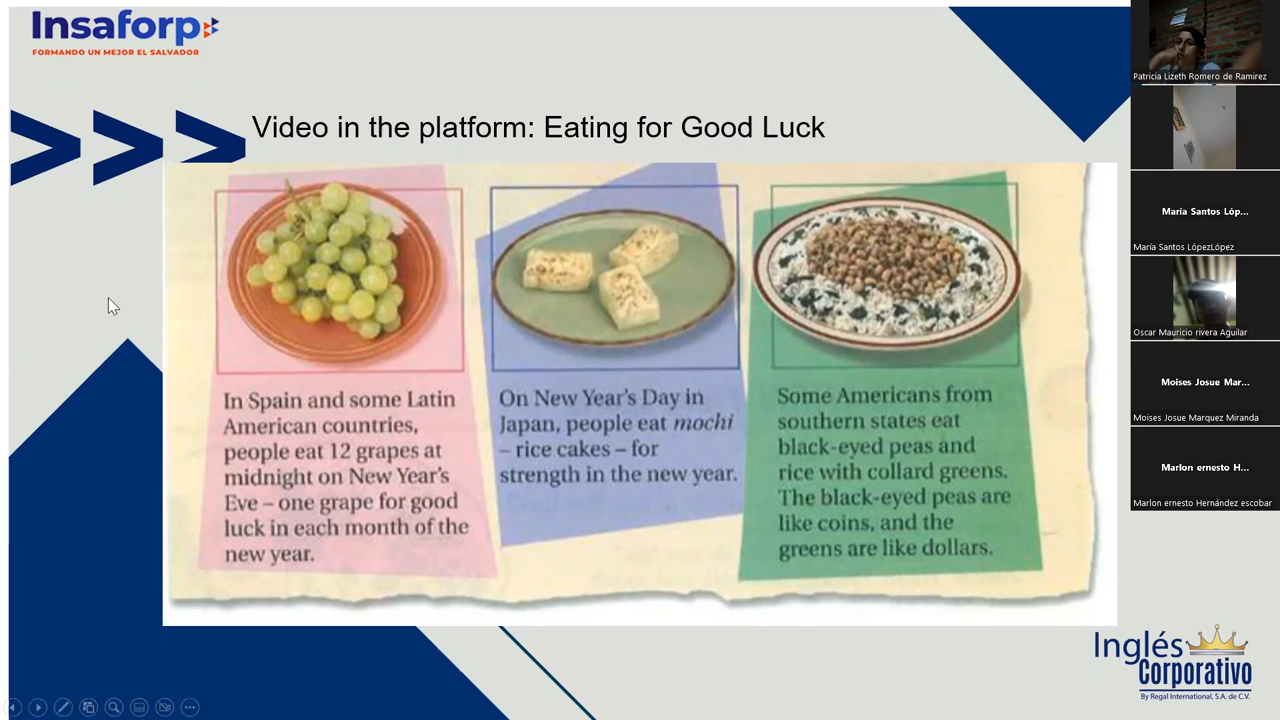 Insaforp
FORMANDO UN MEJOR EL SALVADOR
Video in the platform: Eating for Good Luck
In Spain and some Latin
American countries,
people eat 12 grapes at
midnight on New Year's
Eve – one grape for good
luck in each month of the
new year.
On New Year's Day in
Japan, people eat mochi
– rice cakes – for
strength in the new year.
Some Americans from
southern states eat
black-eyed peas and
rice with collard greens.
The black-eyed peas are
like coins, and the
greens are like dollars.
Patricia Lizeth Romero de Ramirez
María Santos Lóp...
María Santos LópezLópez
Oscar Mauricio rivera Aguilar
Moises Josue Mar...
Moises Josue Marquez Miranda
Marlon ernesto H...
Marlon ernesto Hernández escobar
Inglés
Corporativo
By Regal International, S.A. de C.V.